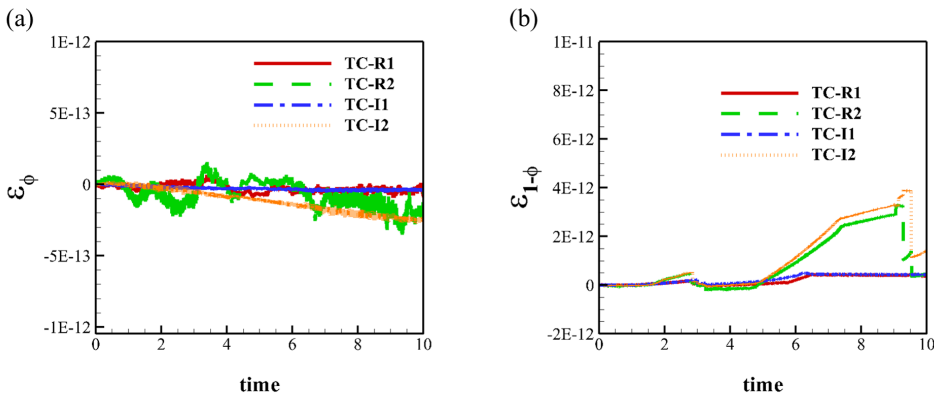 (a)
1E-12
5E-13
0
-5E-13
-1E-12
εϕ
TC-R1
TC-R2
TC-I1
TC-I2
0 2 4 6 8 10
time
(b)
1E-11
8E-12
6E-12
4E-12
2E-12
0
-2E-12
ε1-ϕ
TC-R1
TC-R2
TC-I1
TC-I2
0 2 4 6 8 10
time